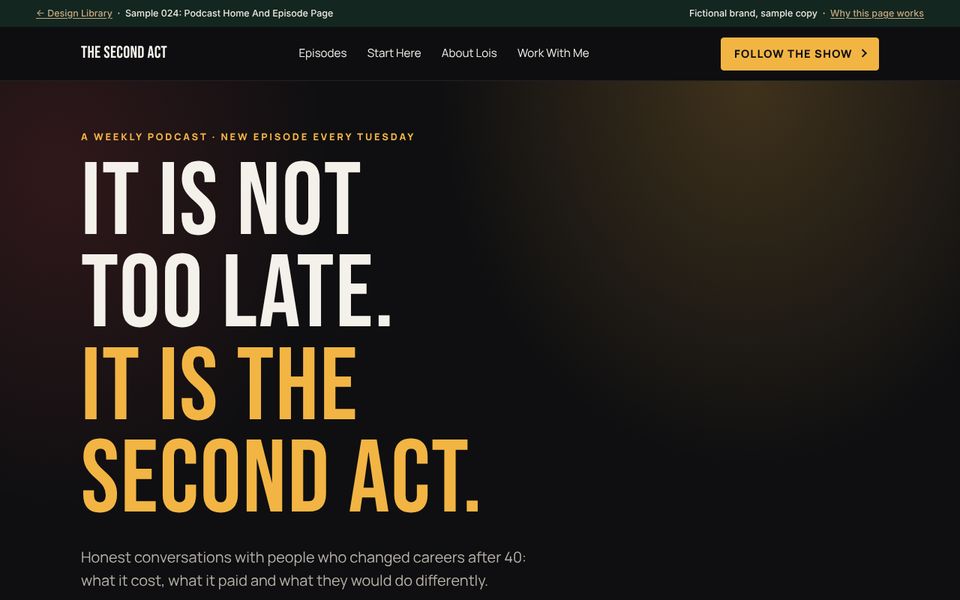 ← Design Library · Sample 024: Podcast Home And Episode Page
Fictional brand, sample copy · Why this page works
THE SECOND ACT
Episodes
Start Here
About Lois
Work With Me
FOLLOW THE SHOW
A WEEKLY PODCAST · NEW EPISODE EVERY TUESDAY
IT IS NOT
TOO LATE.
IT IS THE
SECOND ACT.
Honest conversations with people who changed careers after 40:
what it cost, what it paid and what they would do differently.